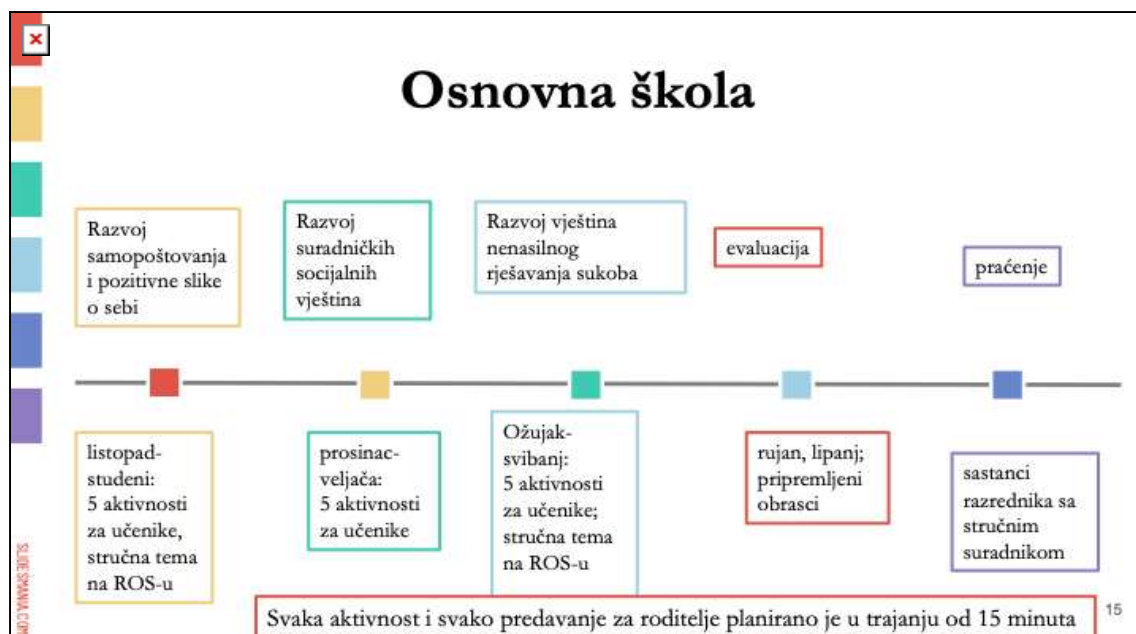 Osnovna škola
Razvoj
samopoštovanja
i pozitivne slike
o sebi
Razvoj
suradničkih
socijalnih
vještina
Razvoj vještina
nenasilnog
rješavanja sukoba
evaluacija
praćenje
listopad-
studeni:
5 aktivnosti
za učenike,
stručna tema
na ROS-u
prosinac-
veljača:
5 aktivnosti
za učenike
Ožujak-
svibanj:
5 aktivnosti
za učenike;
stručna tema
na ROS-u
rujan, lipanj;
pripremljeni
obrasci
sastanci
razrednika sa
stručnim
suradnikom
Svaka aktivnost i svako predavanje za roditelje planirano je u trajanju od 15 minuta
15
SLIDESMANIA.COM